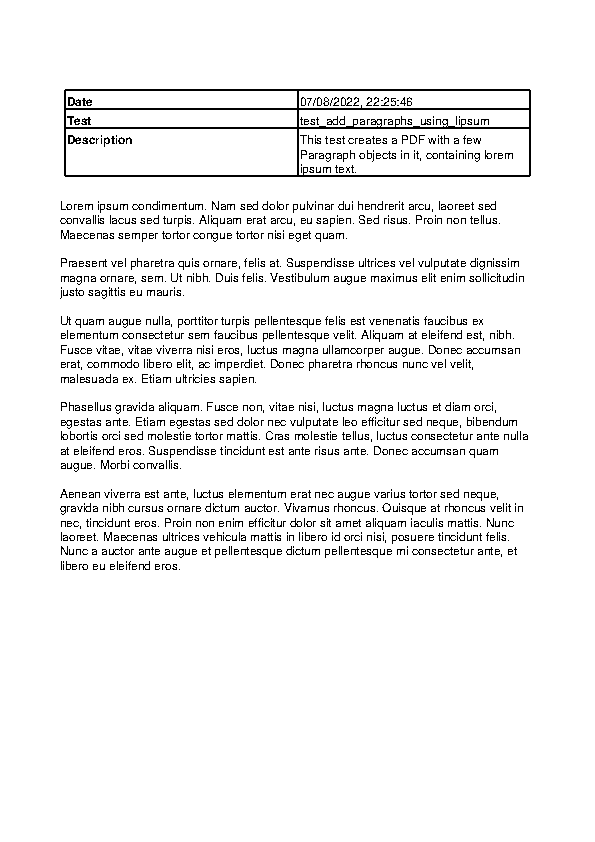 Date 07/08/2022, 22:25:46
Test test_add_paragraphs_using_lipsum
Description This test creates a PDF with a few
Paragraph objects in it, containing lorem
ipsum text.
Lorem ipsum condimentum. Nam sed dolor pulvinar dui hendrerit arcu, laoreet sed
convallis lacus sed turpis. Aliquam erat arcu, eu sapien. Sed risus. Proin non tellus.
Maecenas semper tortor congue tortor nisi eget quam.
Praesent vel pharetra quis ornare, felis at. Suspendisse ultrices vel vulputate dignissim
magna ornare, sem. Ut nibh. Duis felis. Vestibulum augue maximus elit enim sollicitudin
justo sagittis eu mauris.
Ut quam augue nulla, porttitor turpis pellentesque felis est venenatis faucibus ex
elementum consectetur sem faucibus pellentesque velit. Aliquam at eleifend est, nibh.
Fusce vitae, vitae viverra nisi eros, luctus magna ullamcorper augue. Donec accumsan
erat, commodo libero elit, ac imperdiet. Donec pharetra rhoncus nunc vel velit,
malesuada ex. Etiam ultricies sapien.
Phasellus gravida aliquam. Fusce non, vitae nisi, luctus magna luctus et diam orci,
egestas ante. Etiam egestas sed dolor nec vulputate leo efficitur sed neque, bibendum
lobortis orci sed molestie tortor mattis. Cras molestie tellus, luctus consectetur ante nulla
at eleifend eros. Suspendisse tincidunt est ante risus ante. Donec accumsan quam
augue. Morbi convallis.
Aenean viverra est ante, luctus elementum erat nec augue varius tortor sed neque,
gravida nibh cursus ornare dictum auctor. Vivamus rhoncus. Quisque at rhoncus velit in
nec, tincidunt eros. Proin non enim efficitur dolor sit amet aliquam iaculis mattis. Nunc
laoreet. Maecenas ultrices vehicula mattis in libero id orci nisi, posuere tincidunt felis.
Nunc a auctor ante augue et pellentesque dictum pellentesque mi consectetur ante, et
libero eu eleifend eros.